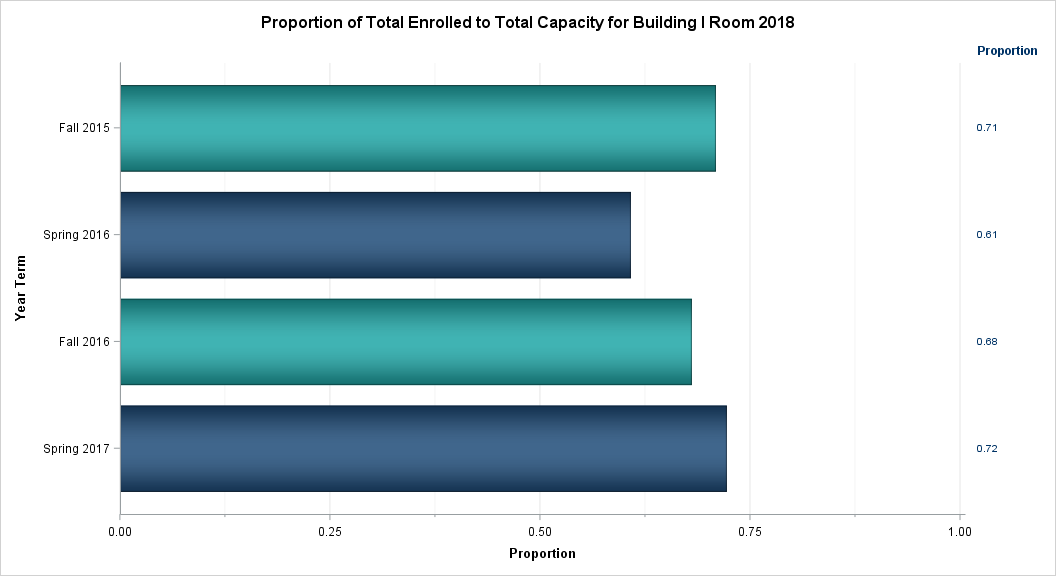 Proportion of Total Enrolled to Total Capacity for Building I Room 2018
Proportion
Fall 2015 0.71
Spring 2016 0.61
Year Term
Fall 2016 0.68
Spring 2017 0.72
0.00 0.25 0.50 0.75 1.00
Proportion